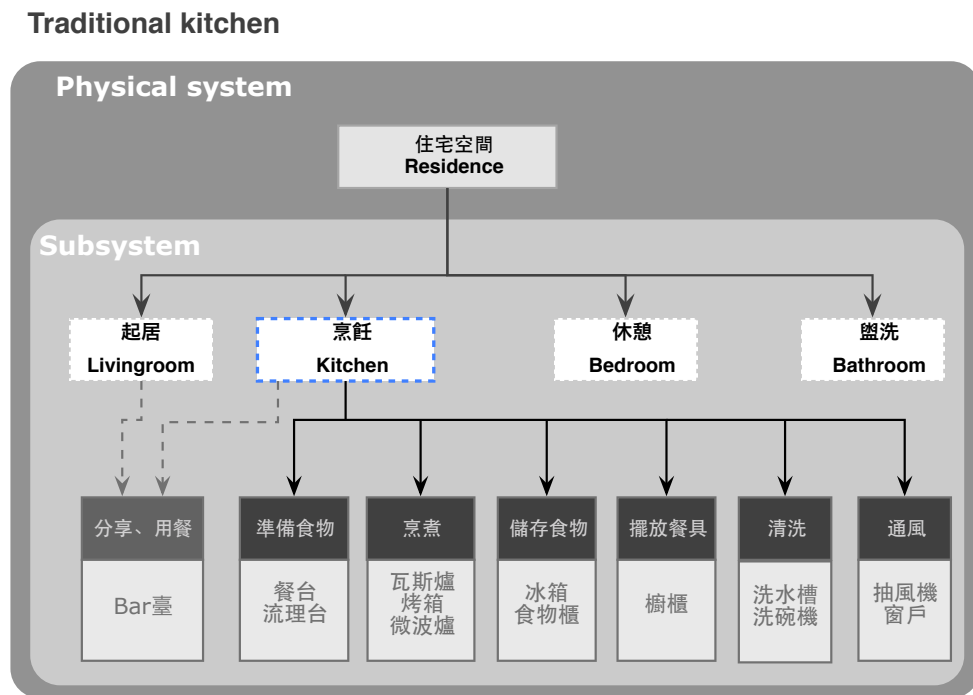 Traditional kitchen
Physical system
住宅空間
Residence
Subsystem
起居
Livingroom
烹飪
Kitchen
休憩
Bedroom
盥洗
Bathroom
分享、用餐
Bar臺
準備食物
餐台
流理台
烹煮
瓦斯爐
烤箱
微波爐
儲存食物
冰箱
食物櫃
擺放餐具
櫥櫃
清洗
洗水槽
洗碗機
通風
抽風機
窗戶